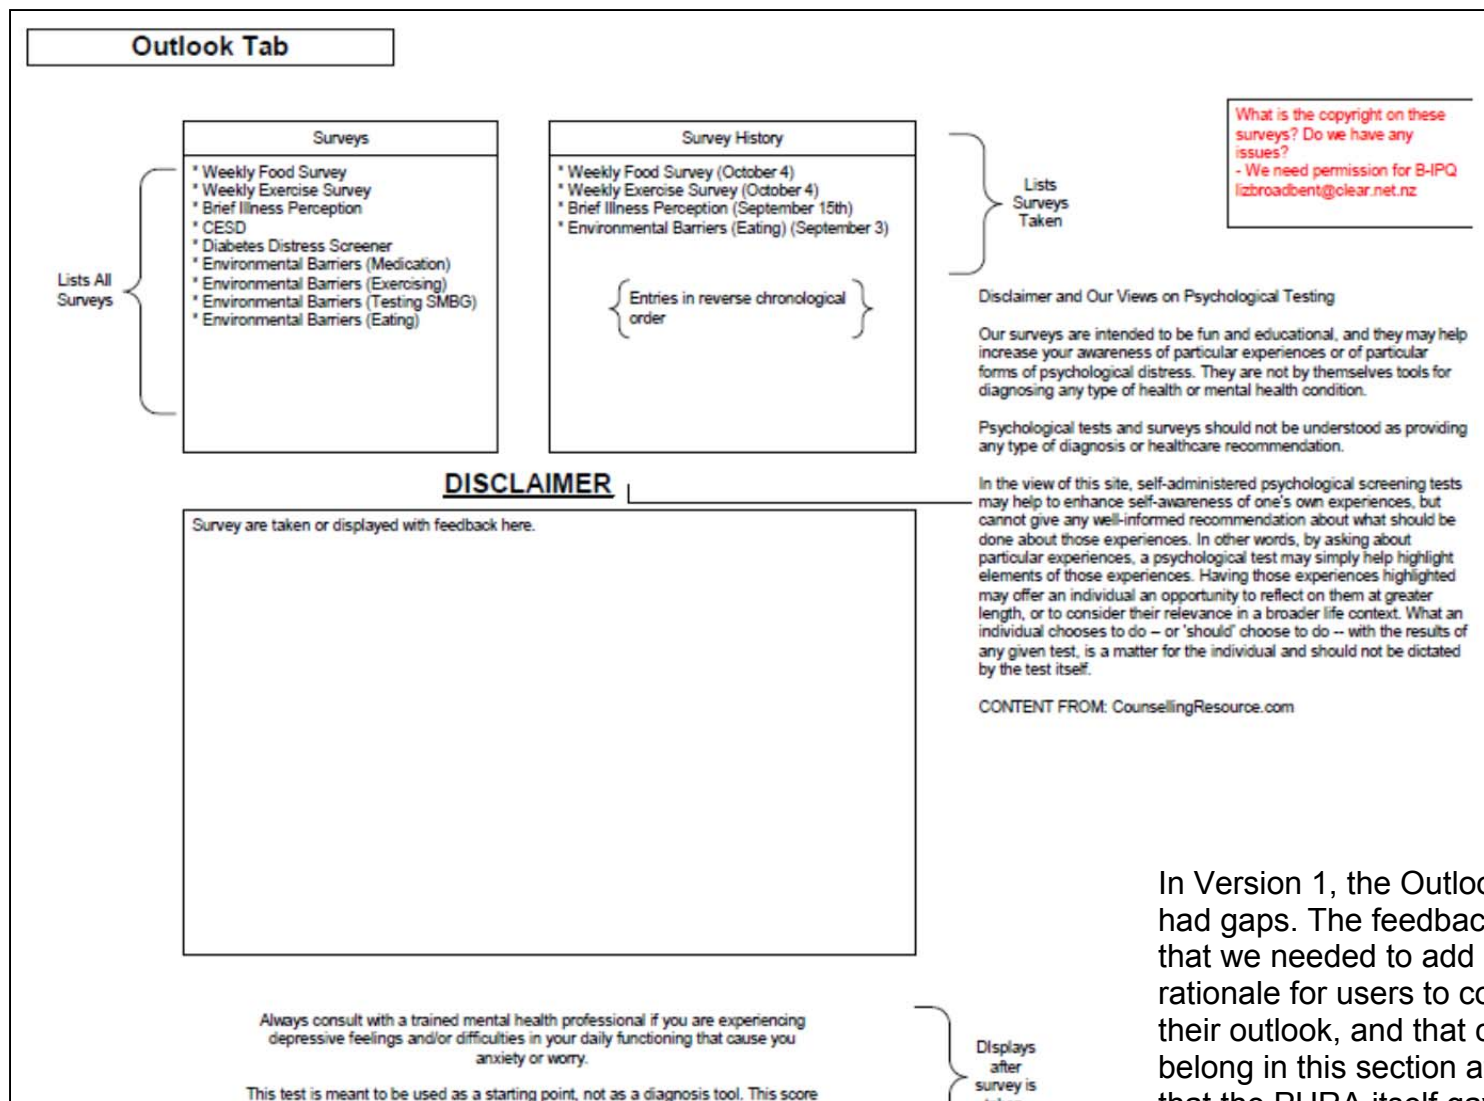 Outlook Tab
Surveys
* Weekly Food Survey
* Weekly Exercise Survey
* Brief Illness Perception
* CESD
* Diabetes Distress Screener
* Environmental Barriers (Medication)
* Environmental Barriers (Exercising)
* Environmental Barriers (Testing SMBG)
* Environmental Barriers (Eating)
Lists All
Surveys
Survey History
* Weekly Food Survey (October 4)
* Weekly Exercise Survey (October 4)
* Brief Illness Perception (September 15th)
* Environmental Barriers (Eating) (September 3)
Entries in reverse chronological
order
Lists
Surveys
Taken
What is the copyright on these
surveys? Do we have any
issues?
- We need permission for B-IPQ
lizbroadbent@clear.net.nz
Disclaimer and Our Views on Psychological Testing
Our surveys are intended to be fun and educational, and they may help
increase your awareness of particular experiences or of particular
forms of psychological distress. They are not by themselves tools for
diagnosing any type of health or mental health condition.
Psychological tests and surveys should not be understood as providing
any type of diagnosis or healthcare recommendation.
In the view of this site, self-administered psychological screening tests
may help to enhance self-awareness of one's own experiences, but
cannot give any well-informed recommendation about what should be
done about those experiences. In other words, by asking about
particular experiences, a psychological test may simply help highlight
elements of those experiences. Having those experiences highlighted
may offer an individual an opportunity to reflect on them at greater
length, or to consider their relevance in a broader life context. What an
individual chooses to do – or 'should' choose to do -- with the results of
any given test, is a matter for the individual and should not be dictated
by the test itself.
CONTENT FROM: CounsellingResource.com
DISCLAIMER
Survey are taken or displayed with feedback here.
Always consult with a trained mental health professional if you are experiencing
depressive feelings and/or difficulties in your daily functioning that cause you
anxiety or worry.
This test is meant to be used as a starting point, not as a diagnosis tool. This score
DIsplays
after
survey is
In Version 1, the
had gaps. The
that we needed to add
rationale for users to
their outlook, and that
belong in this section
that the PHRA itself